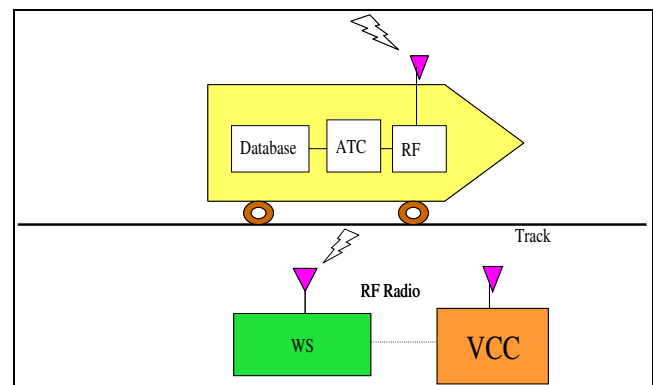 Database
ATC
RF
Track
RF Radio
WS
VCC